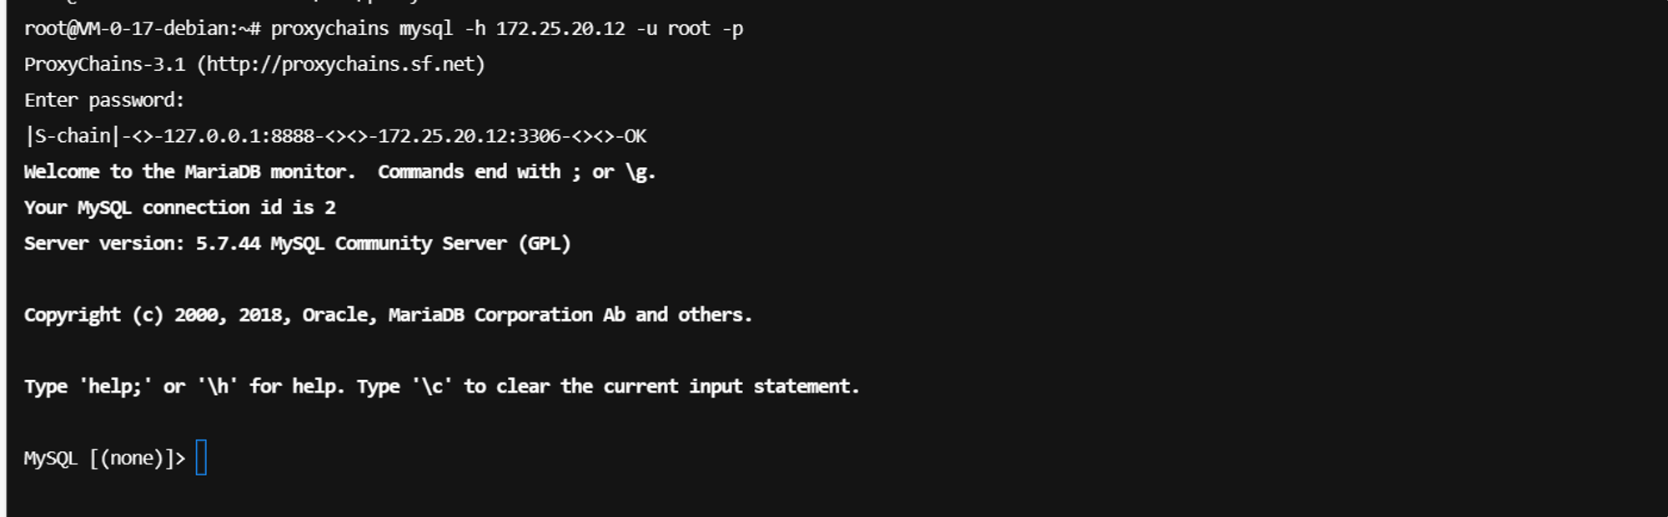 root@VM-0-17-debian:~# proxychains mysql -h 172.25.20.12 -u root -p
ProxyChains-3.1 (http://proxychains.sf.net)
Enter password:
|S-chain|-<>-127.0.0.1:8888-<><>-172.25.20.12:3306-<><>-OK
Welcome to the MariaDB monitor.  Commands end with ; or \g.
Your MySQL connection id is 2
Server version: 5.7.44 MySQL Community Server (GPL)
Copyright (c) 2000, 2018, Oracle, MariaDB Corporation Ab and others.
Type 'help;' or '\h' for help. Type '\c' to clear the current input statement.
MySQL [(none)]>